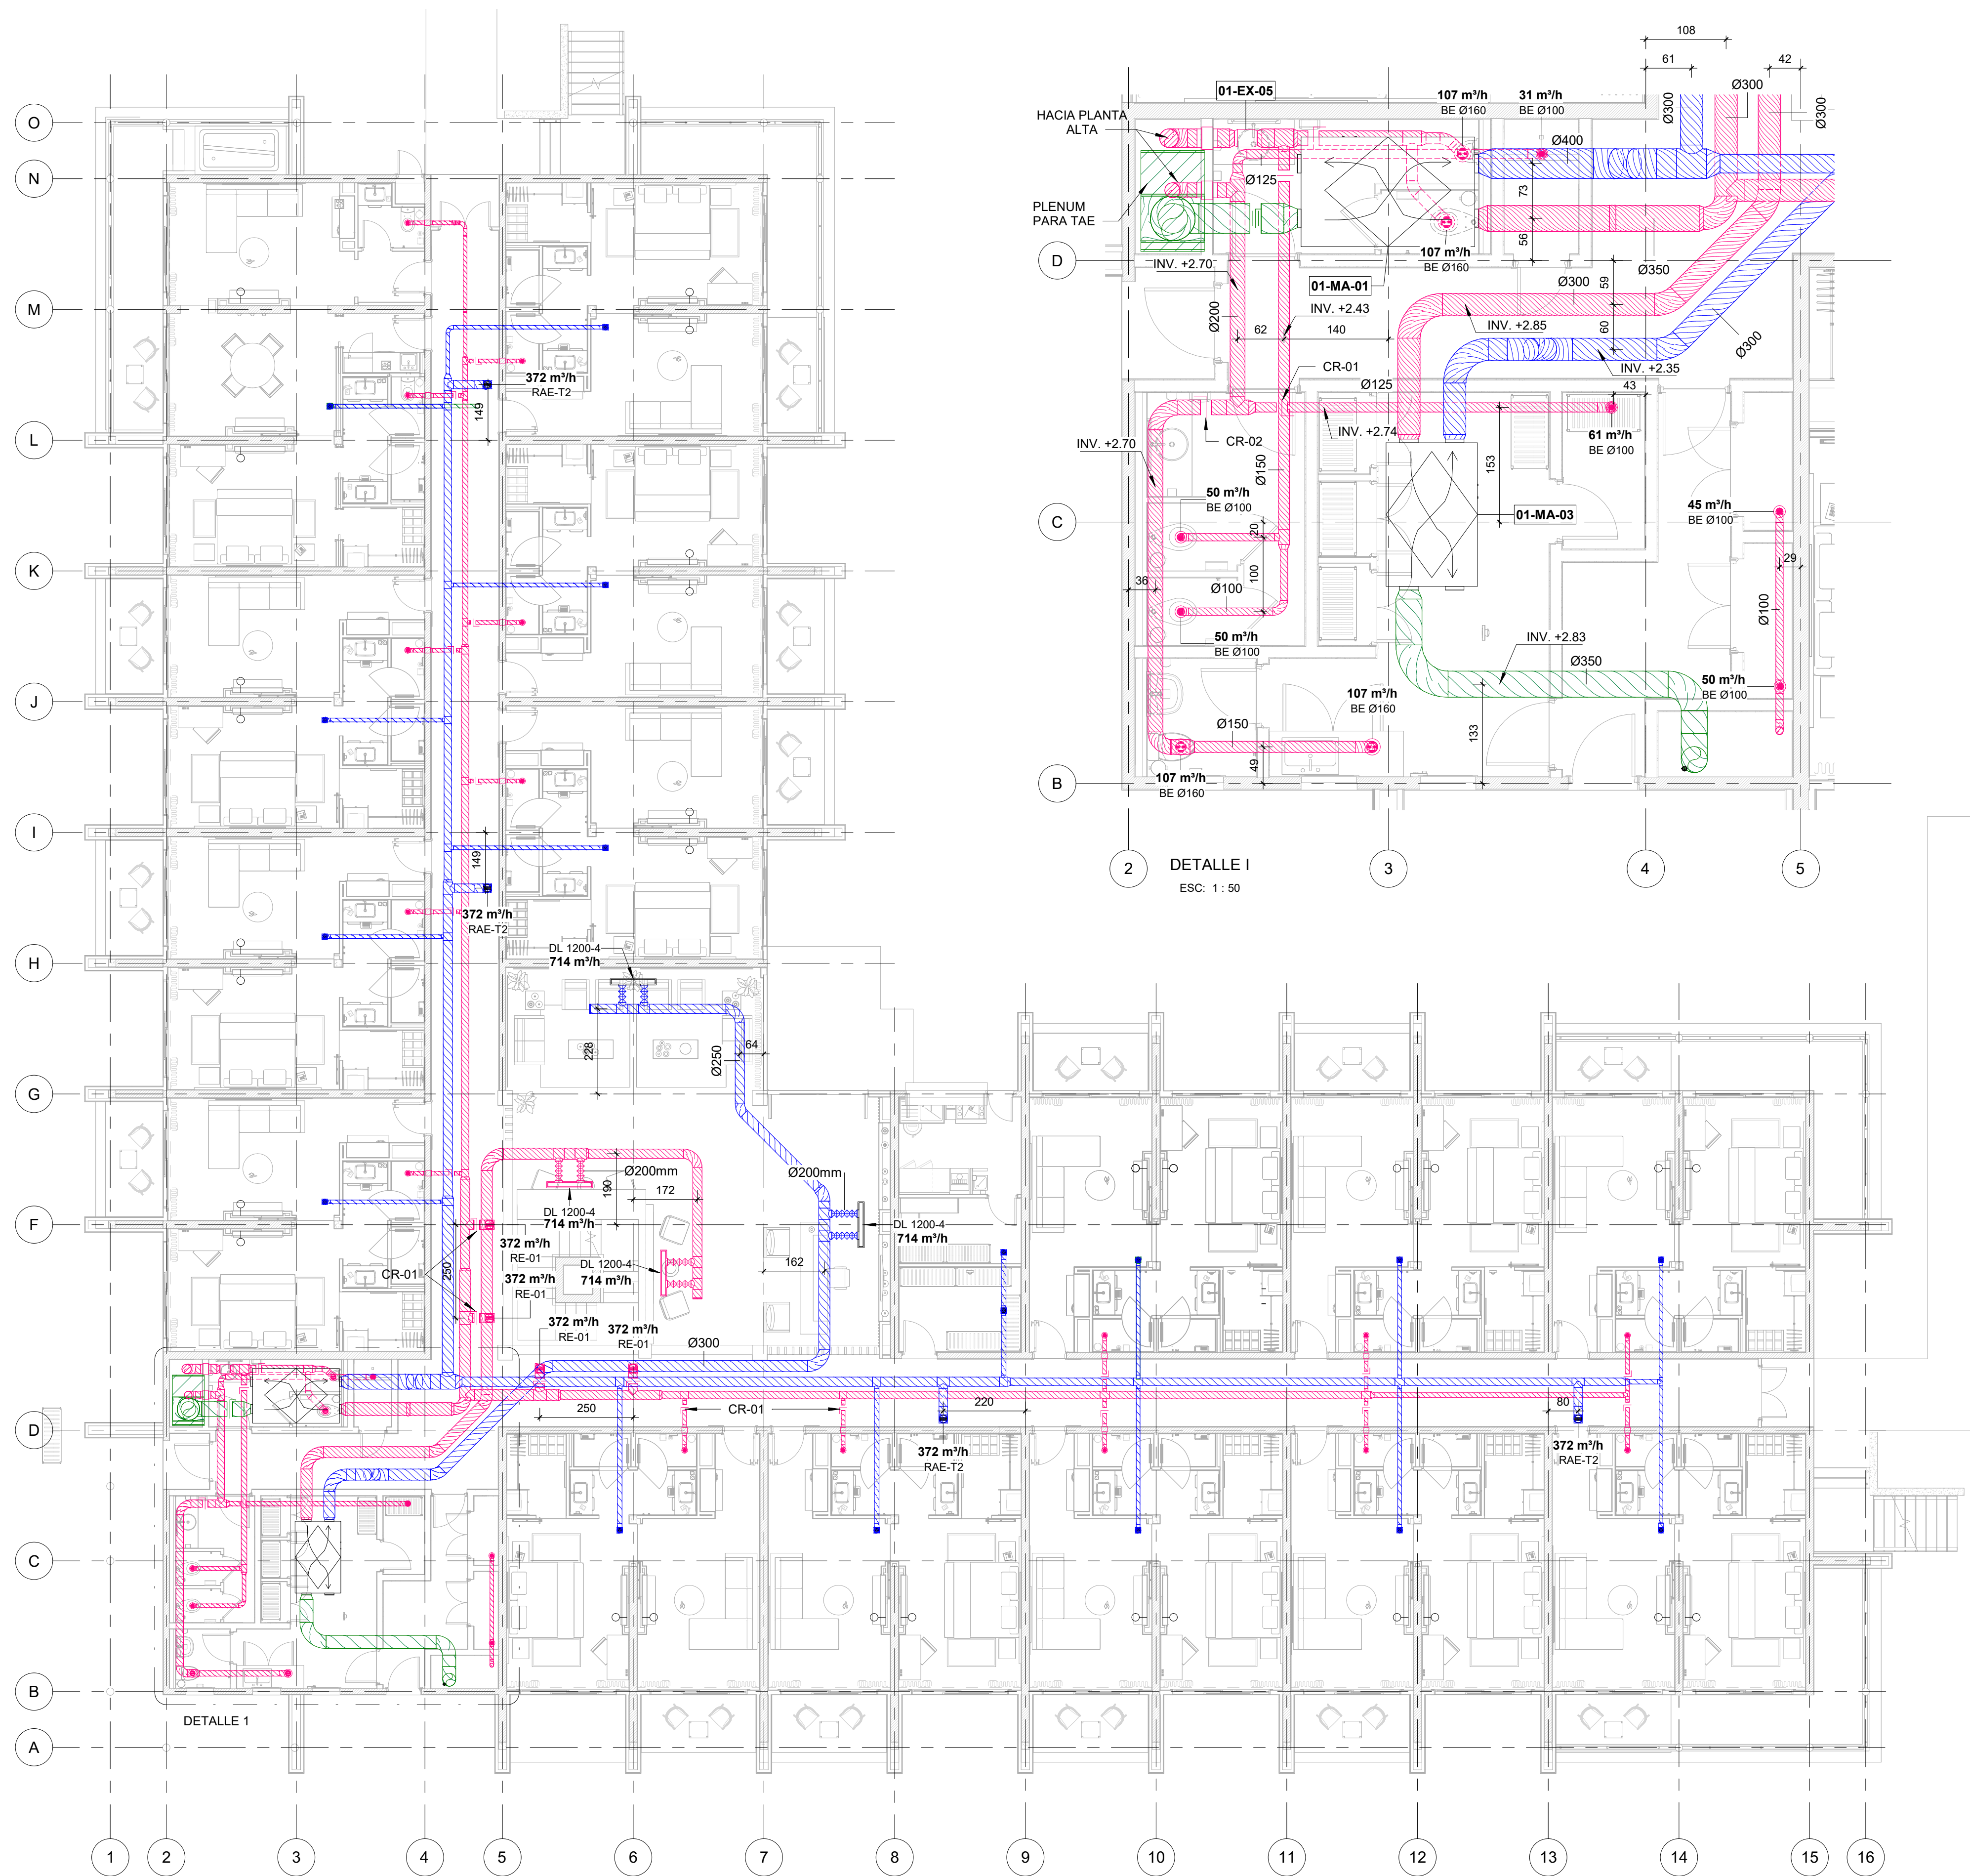 O
N
M
L
K
J
I
H
G
F
D
C
B
A
1
2
3
4
5
6
7
8
9
10
11
12
13
14
15
16
372 m³/h
RAE-T2
149
149
372 m³/h
RAE-T2
DL 1200-4
714 m³/h
228
64
Ø250
Ø200mm
190
172
DL 1200-4
714 m³/h
372 m³/h
RE-01
DL 1200-4
714 m³/h
CR-01
250
372 m³/h
RE-01
Ø200mm
DL 1200-4
714 m³/h
162
372 m³/h
RE-01
372 m³/h
RE-01
Ø300
250
CR-01
220
372 m³/h
RAE-T2
80
372 m³/h
RAE-T2
DETALLE 1
108
61
42
Ø300
Ø300
Ø300
01-EX-05
107 m³/h
BE Ø160
31 m³/h
BE Ø100
HACIA PLANTA
ALTA
Ø400
Ø125
73
PLENUM
PARA TAE
56
107 m³/h
BE Ø160
D
INV. +2.70
01-MA-01
Ø350
59
Ø300
INV. +2.43
Ø200
62
140
INV. +2.85
60
Ø300
INV. +2.35
CR-01
Ø125
43
INV. +2.70
CR-02
INV. +2.74
61 m³/h
BE Ø100
Ø150
153
50 m³/h
BE Ø100
C
20
01-MA-03
45 m³/h
BE Ø100
29
36
100
Ø100
Ø100
50 m³/h
BE Ø100
INV. +2.83
Ø350
50 m³/h
BE Ø100
107 m³/h
BE Ø160
Ø150
133
49
B
107 m³/h
BE Ø160
2
3
4
5
DETALLE I
ESC: 1 : 50